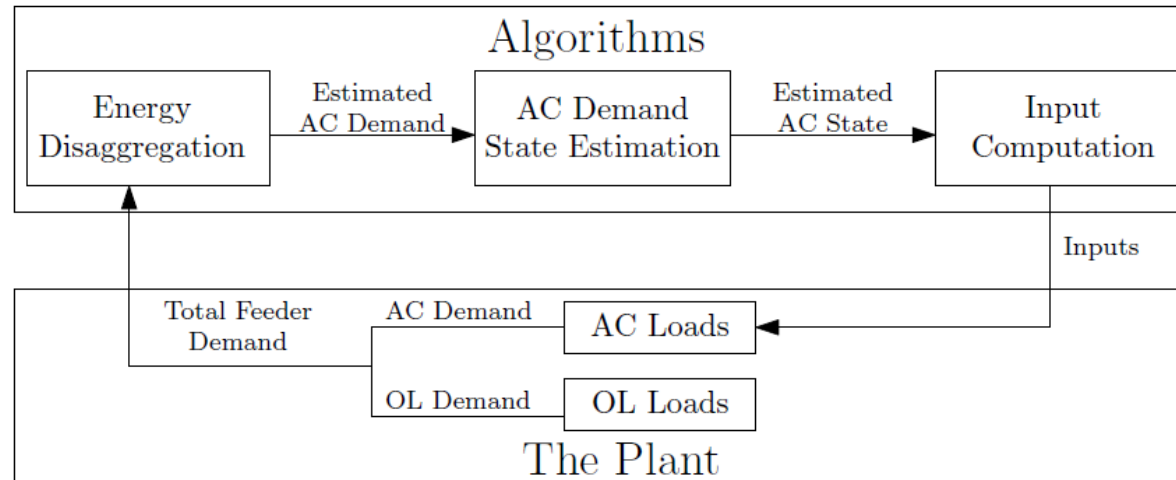 Algorithms
Energy
Disaggregation
Estimated
AC Demand
AC Demand
State Estimation
Estimated
AC State
Input
Computation
Inputs
Total Feeder
Demand
AC Demand
AC Loads
OL Demand
OL Loads
The Plant